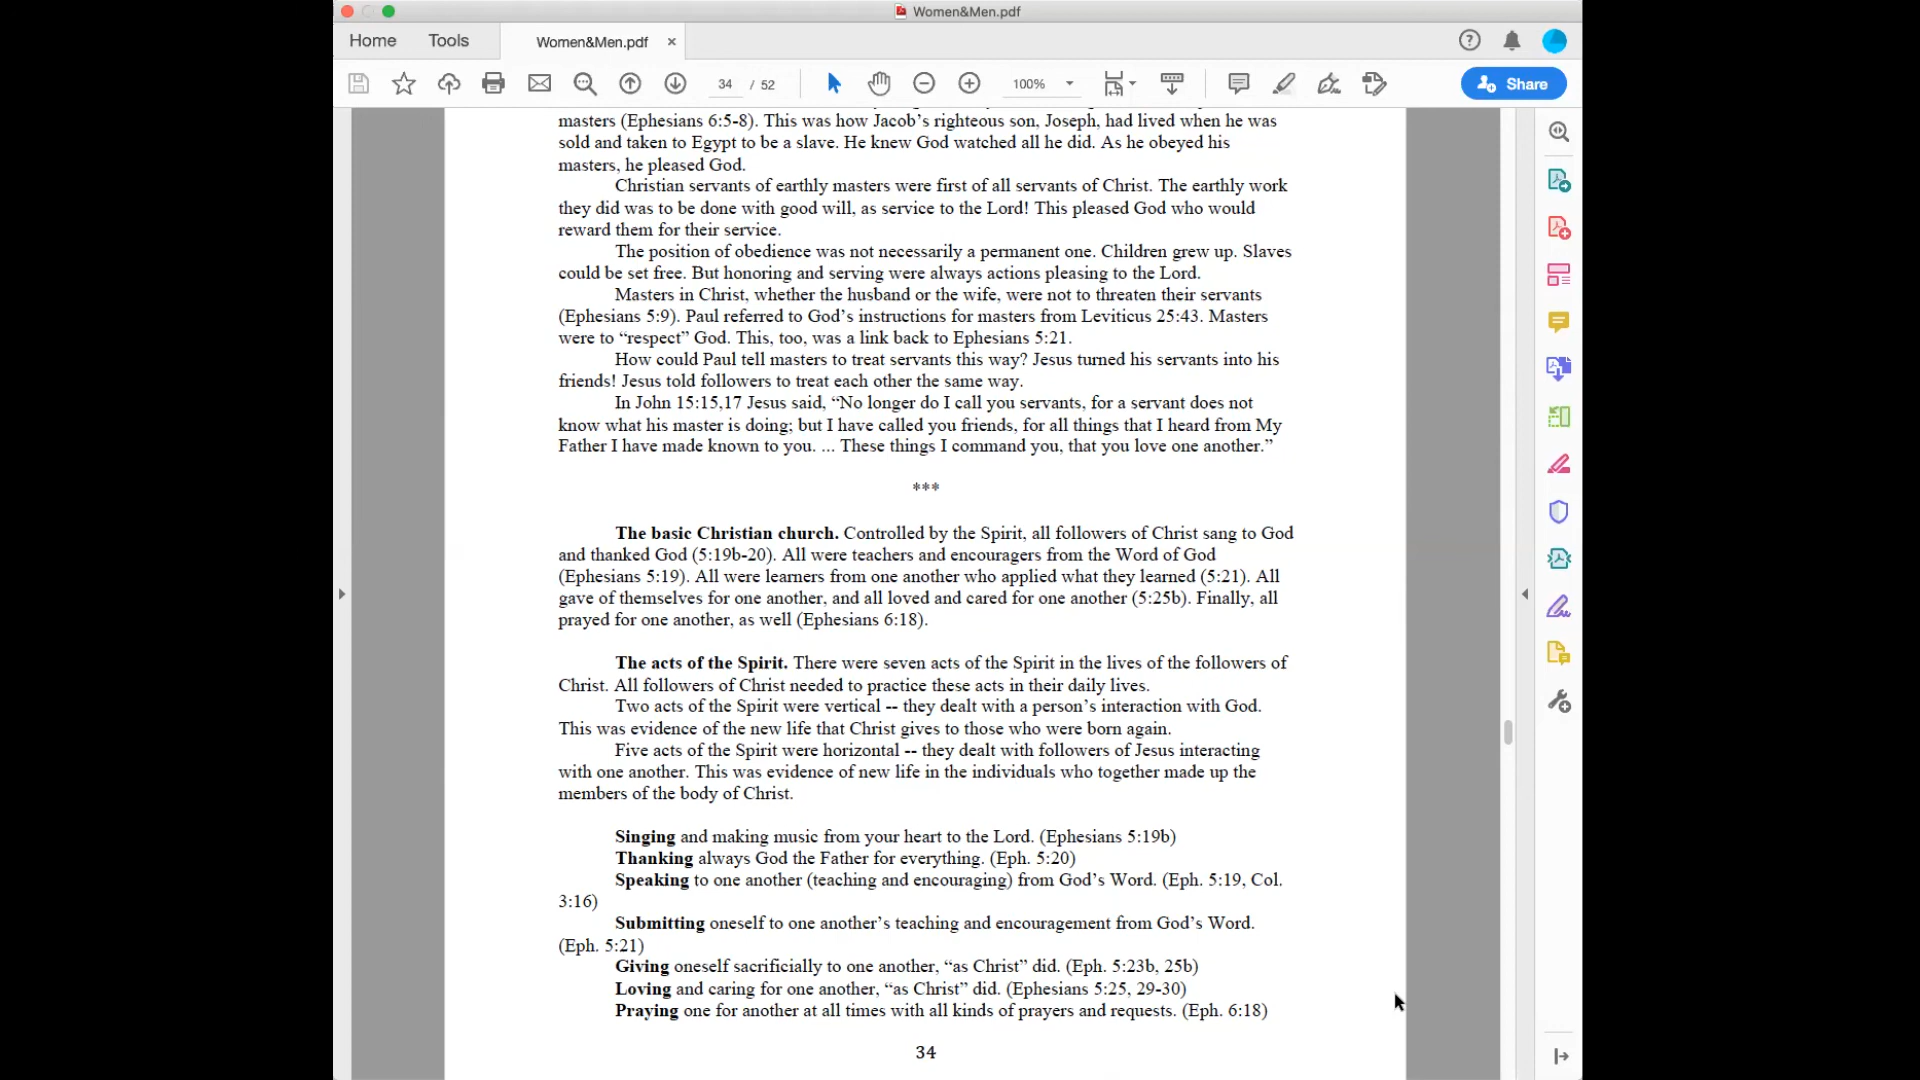 Women&Men.pdf
Home Tools Women&Men.pdf ×
34 / 52 100% Share
masters (Ephesians 6:5-8). This was how Jacob's righteous son, Joseph, had lived when he was
sold and taken to Egypt to be a slave. He knew God watched all he did. As he obeyed his
masters, he pleased God.
Christian servants of earthly masters were first of all servants of Christ. The earthly work
they did was to be done with good will, as service to the Lord! This pleased God who would
reward them for their service.
The position of obedience was not necessarily a permanent one. Children grew up. Slaves
could be set free. But honoring and serving were always actions pleasing to the Lord.
Masters in Christ, whether the husband or the wife, were not to threaten their servants
(Ephesians 5:9). Paul referred to God's instructions for masters from Leviticus 25:43. Masters
were to “respect” God. This, too, was a link back to Ephesians 5:21.
How could Paul tell masters to treat servants this way? Jesus turned his servants into his
friends! Jesus told followers to treat each other the same way.
In John 15:15,17 Jesus said, “No longer do I call you servants, for a servant does not
know what his master is doing; but I have called you friends, for all things that I heard from My
Father I have made known to you. ... These things I command you, that you love one another.”
***
The basic Christian church. Controlled by the Spirit, all followers of Christ sang to God
and thanked God (5:19b-20). All were teachers and encouragers from the Word of God
(Ephesians 5:19). All were learners from one another who applied what they learned (5:21). All
gave of themselves for one another, and all loved and cared for one another (5:25b). Finally, all
prayed for one another, as well (Ephesians 6:18).
The acts of the Spirit. There were seven acts of the Spirit in the lives of the followers of
Christ. All followers of Christ needed to practice these acts in their daily lives.
Two acts of the Spirit were vertical -- they dealt with a person's interaction with God.
This was evidence of the new life that Christ gives to those who were born again.
Five acts of the Spirit were horizontal -- they dealt with followers of Jesus interacting
with one another. This was evidence of new life in the individuals who together made up the
members of the body of Christ.
Singing and making music from your heart to the Lord. (Ephesians 5:19b)
Thanking always God the Father for everything. (Eph. 5:20)
Speaking to one another (teaching and encouraging) from God's Word. (Eph. 5:19, Col.
3:16)
Submitting oneself to one another's teaching and encouragement from God's Word.
(Eph. 5:21)
Giving oneself sacrificially to one another, “as Christ” did. (Eph. 5:23b, 25b)
Loving and caring for one another, “as Christ” did. (Ephesians 5:25, 29-30)
Praying one for another at all times with all kinds of prayers and requests. (Eph. 6:18)
34